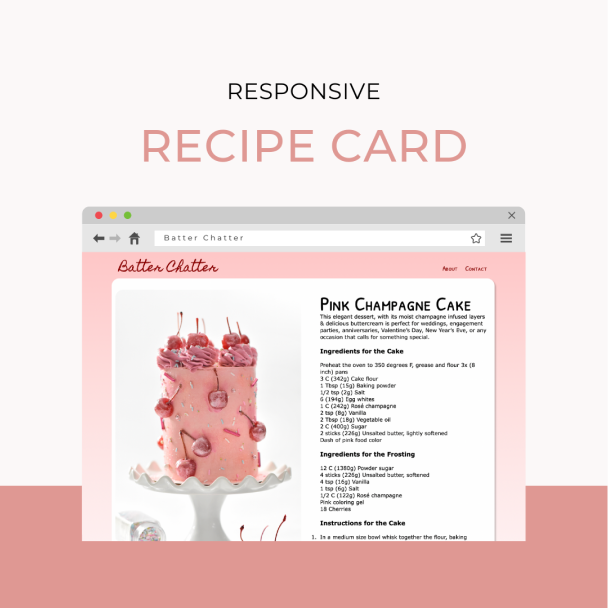 RESPONSIVE
RECIPE CARD
Batter Chatter
Batter Chatter
About Contact
Pink Champagne Cake
This elegant dessert, with its moist champagne infused layers
& delicious buttercream is perfect for weddings, engagement
parties, anniversaries, Valentine's Day, New Year's Eve, or any
occasion that calls for something special.
Ingredients for the Cake
Preheat the oven to 350 degrees F, grease and flour 3x (8
inch) pans
3 C (342g) Cake flour
1 Tbsp (15g) Baking powder
1/2 tsp (2g) Salt
6 (194g) Egg whites
1 C (242g) Rosé champagne
2 tsp (8g) Vanilla
2 Tbsp (18g) Vegetable oil
2 C (400g) Sugar
2 sticks (226g) Unsalted butter, lightly softened
Dash of pink food color
Ingredients for the Frosting
12 C (1380g) Powder sugar
4 sticks (226g) Unsalted butter, softened
4 tsp (16g) Vanilla
1 tsp (6g) Salt
1/2 C (122g) Rosé champagne
Pink coloring gel
18 Cherries
Instructions for the Cake
1. In a medium size bowl whisk together the flour, baking